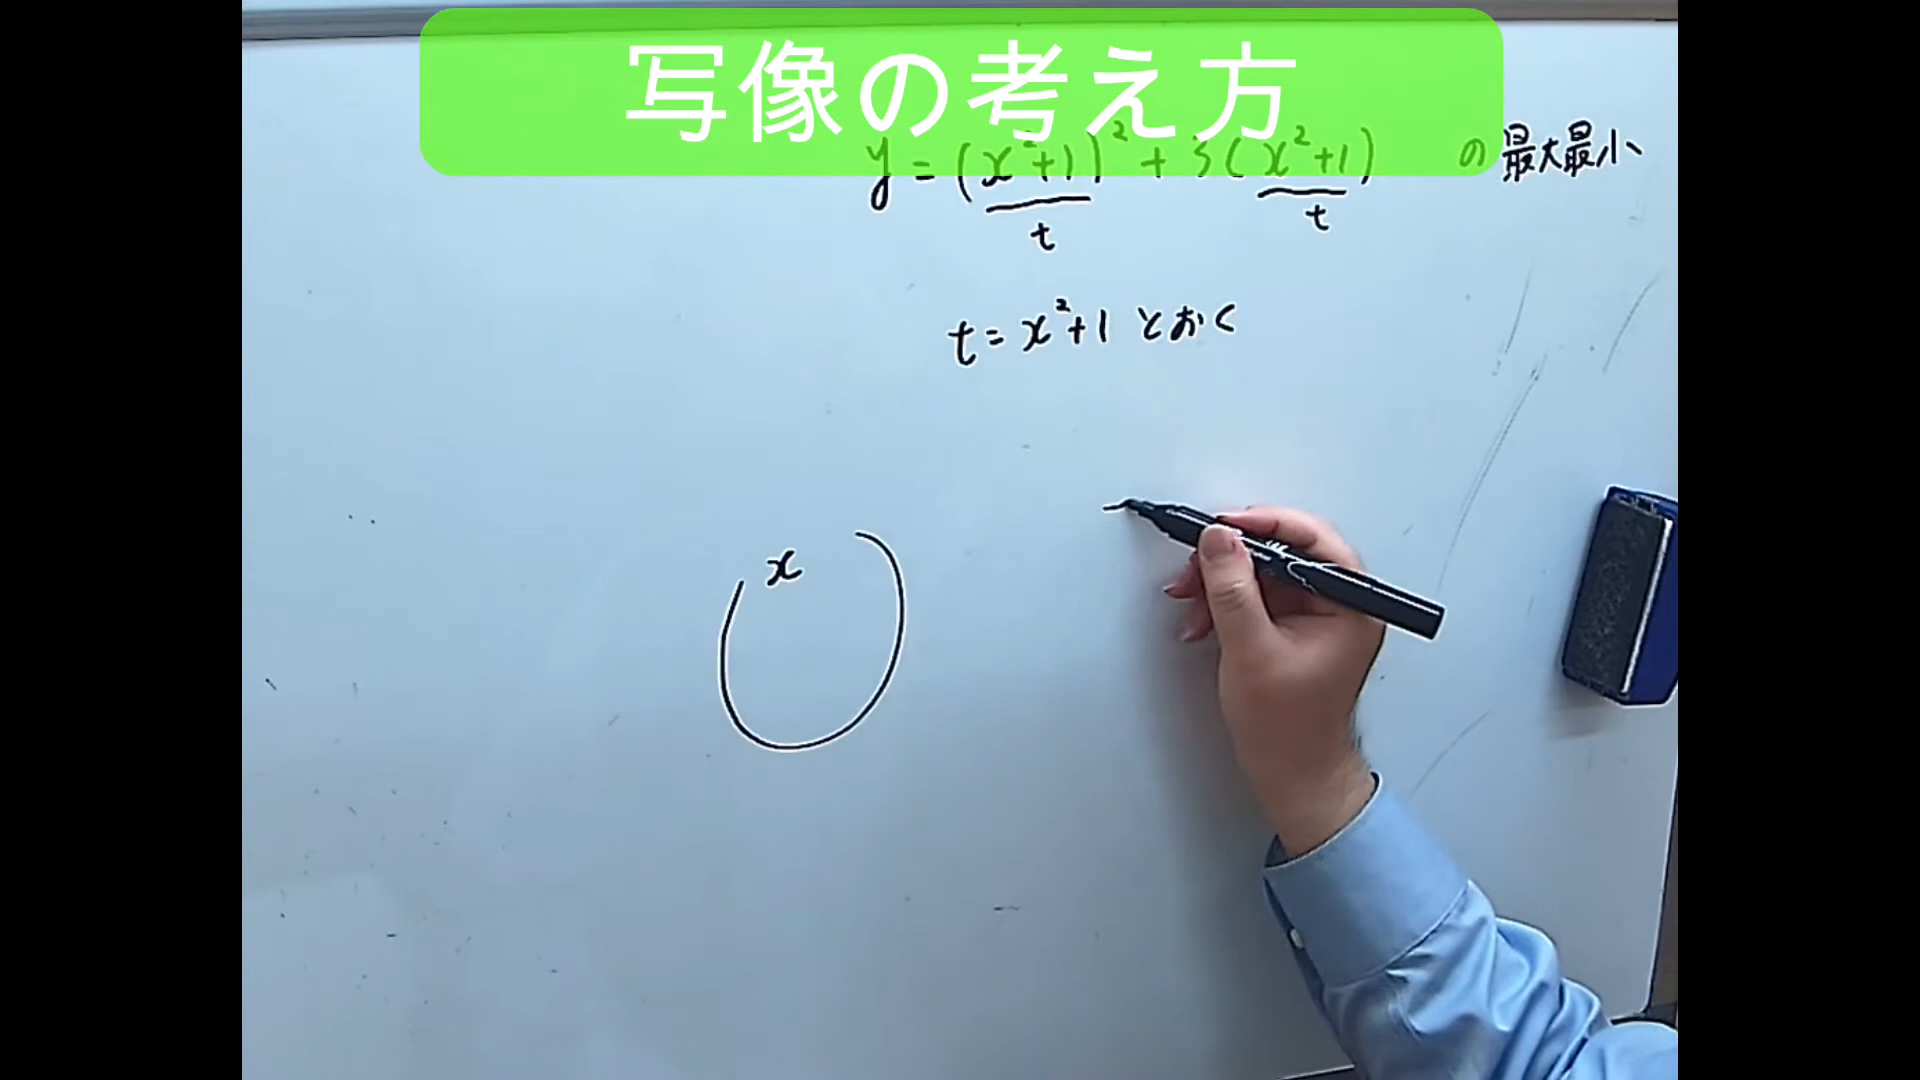 写像の考え方
y = (x²+1)² + 3(x²+1) の最大最小
t t
t = x²+1 とおく
x